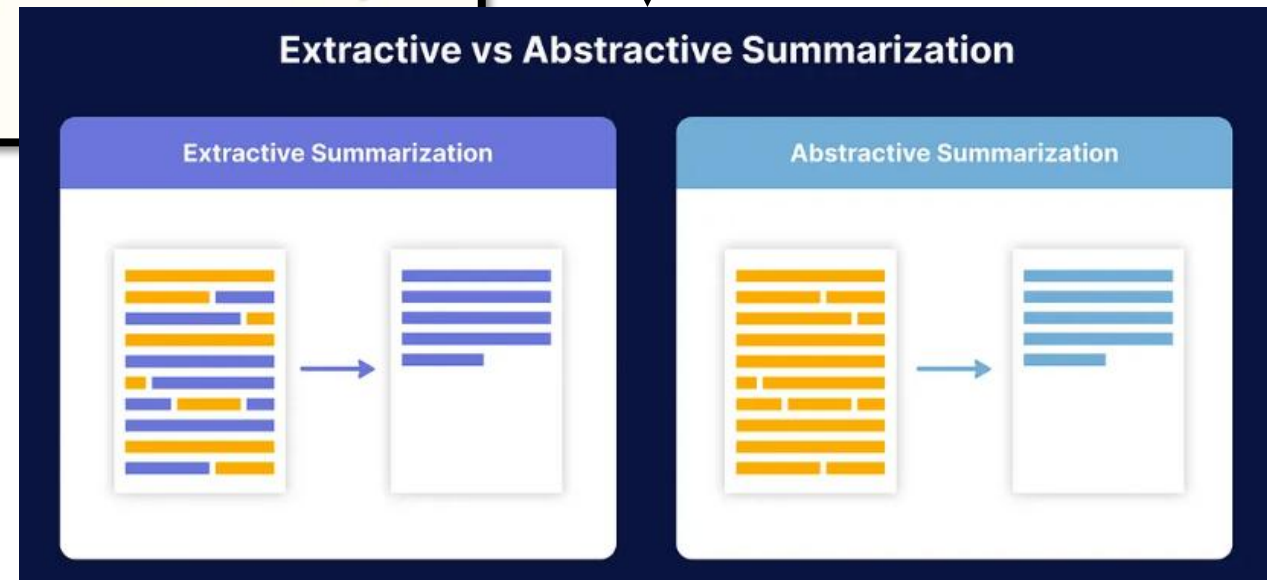 Extractive vs Abstractive Summarization
Extractive Summarization
Abstractive Summarization